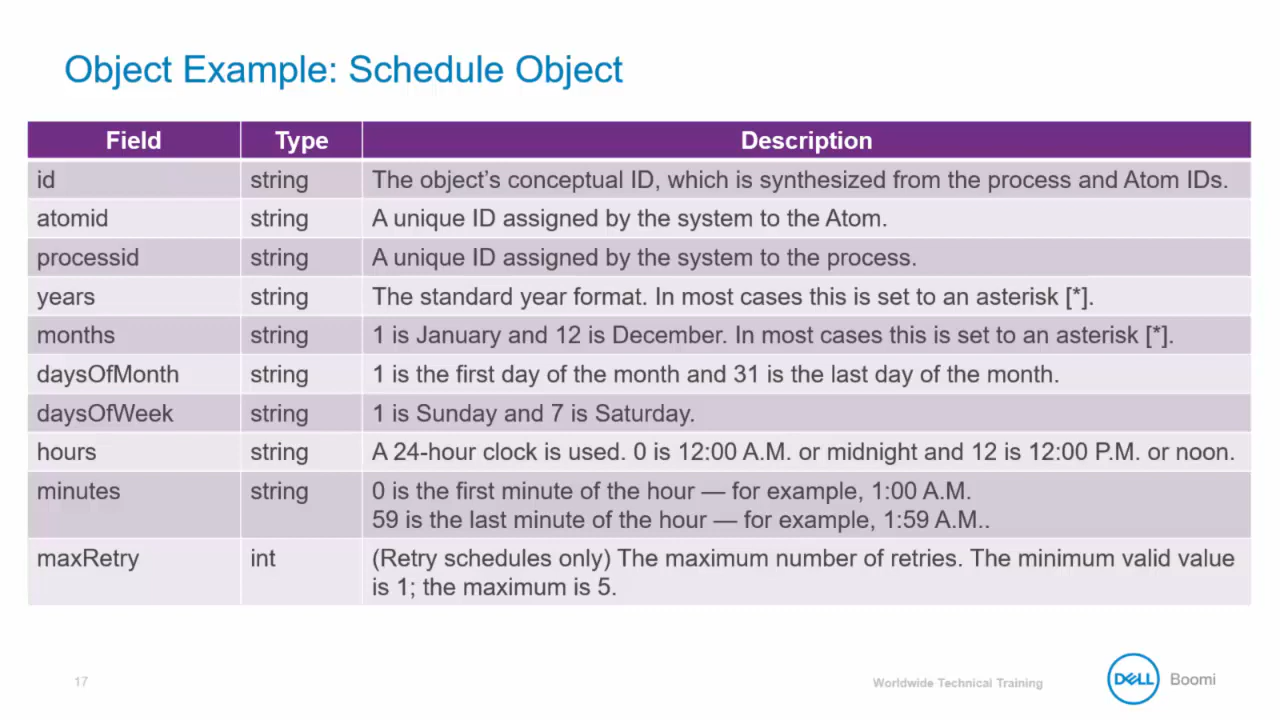 Object Example: Schedule Object
Field Type Description
id string The object’s conceptual ID, which is synthesized from the process and Atom IDs.
atomid string A unique ID assigned by the system to the Atom.
processid string A unique ID assigned by the system to the process.
years string The standard year format. In most cases this is set to an asterisk [*].
months string 1 is January and 12 is December. In most cases this is set to an asterisk [*].
daysOfMonth string 1 is the first day of the month and 31 is the last day of the month.
daysOfWeek string 1 is Sunday and 7 is Saturday.
hours string A 24-hour clock is used. 0 is 12:00 A.M. or midnight and 12 is 12:00 P.M. or noon.
minutes string 0 is the first minute of the hour — for example, 1:00 A.M.
59 is the last minute of the hour — for example, 1:59 A.M..
maxRetry int (Retry schedules only) The maximum number of retries. The minimum valid value
is 1; the maximum is 5.
17 Worldwide Technical Training DELL Boomi